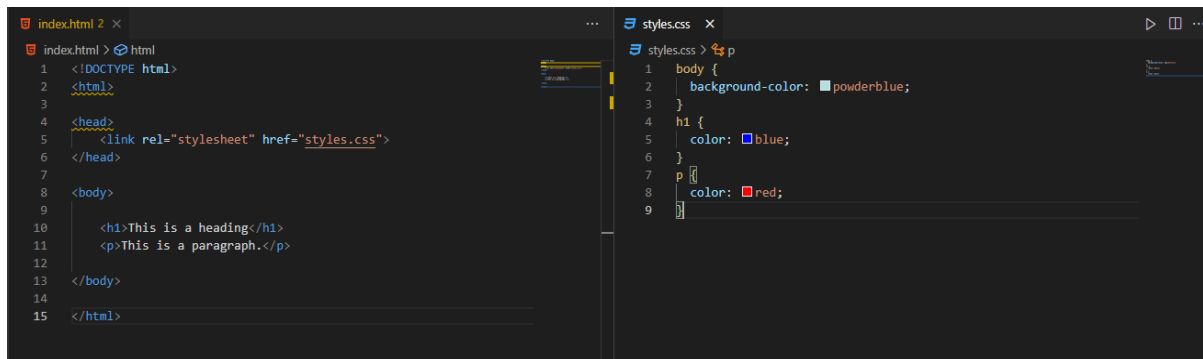 index.html 2
index.html > html
1 <!DOCTYPE html>
2 <html>
3
4 <head>
5     <link rel="stylesheet" href="styles.css">
6 </head>
7
8 <body>
9
10     <h1>This is a heading</h1>
11     <p>This is a paragraph.</p>
12
13 </body>
14
15 </html>
styles.css
styles.css > p
1 body {
2   background-color: powderblue;
3 }
4 h1 {
5   color: blue;
6 }
7 p {
8   color: red;
9 }